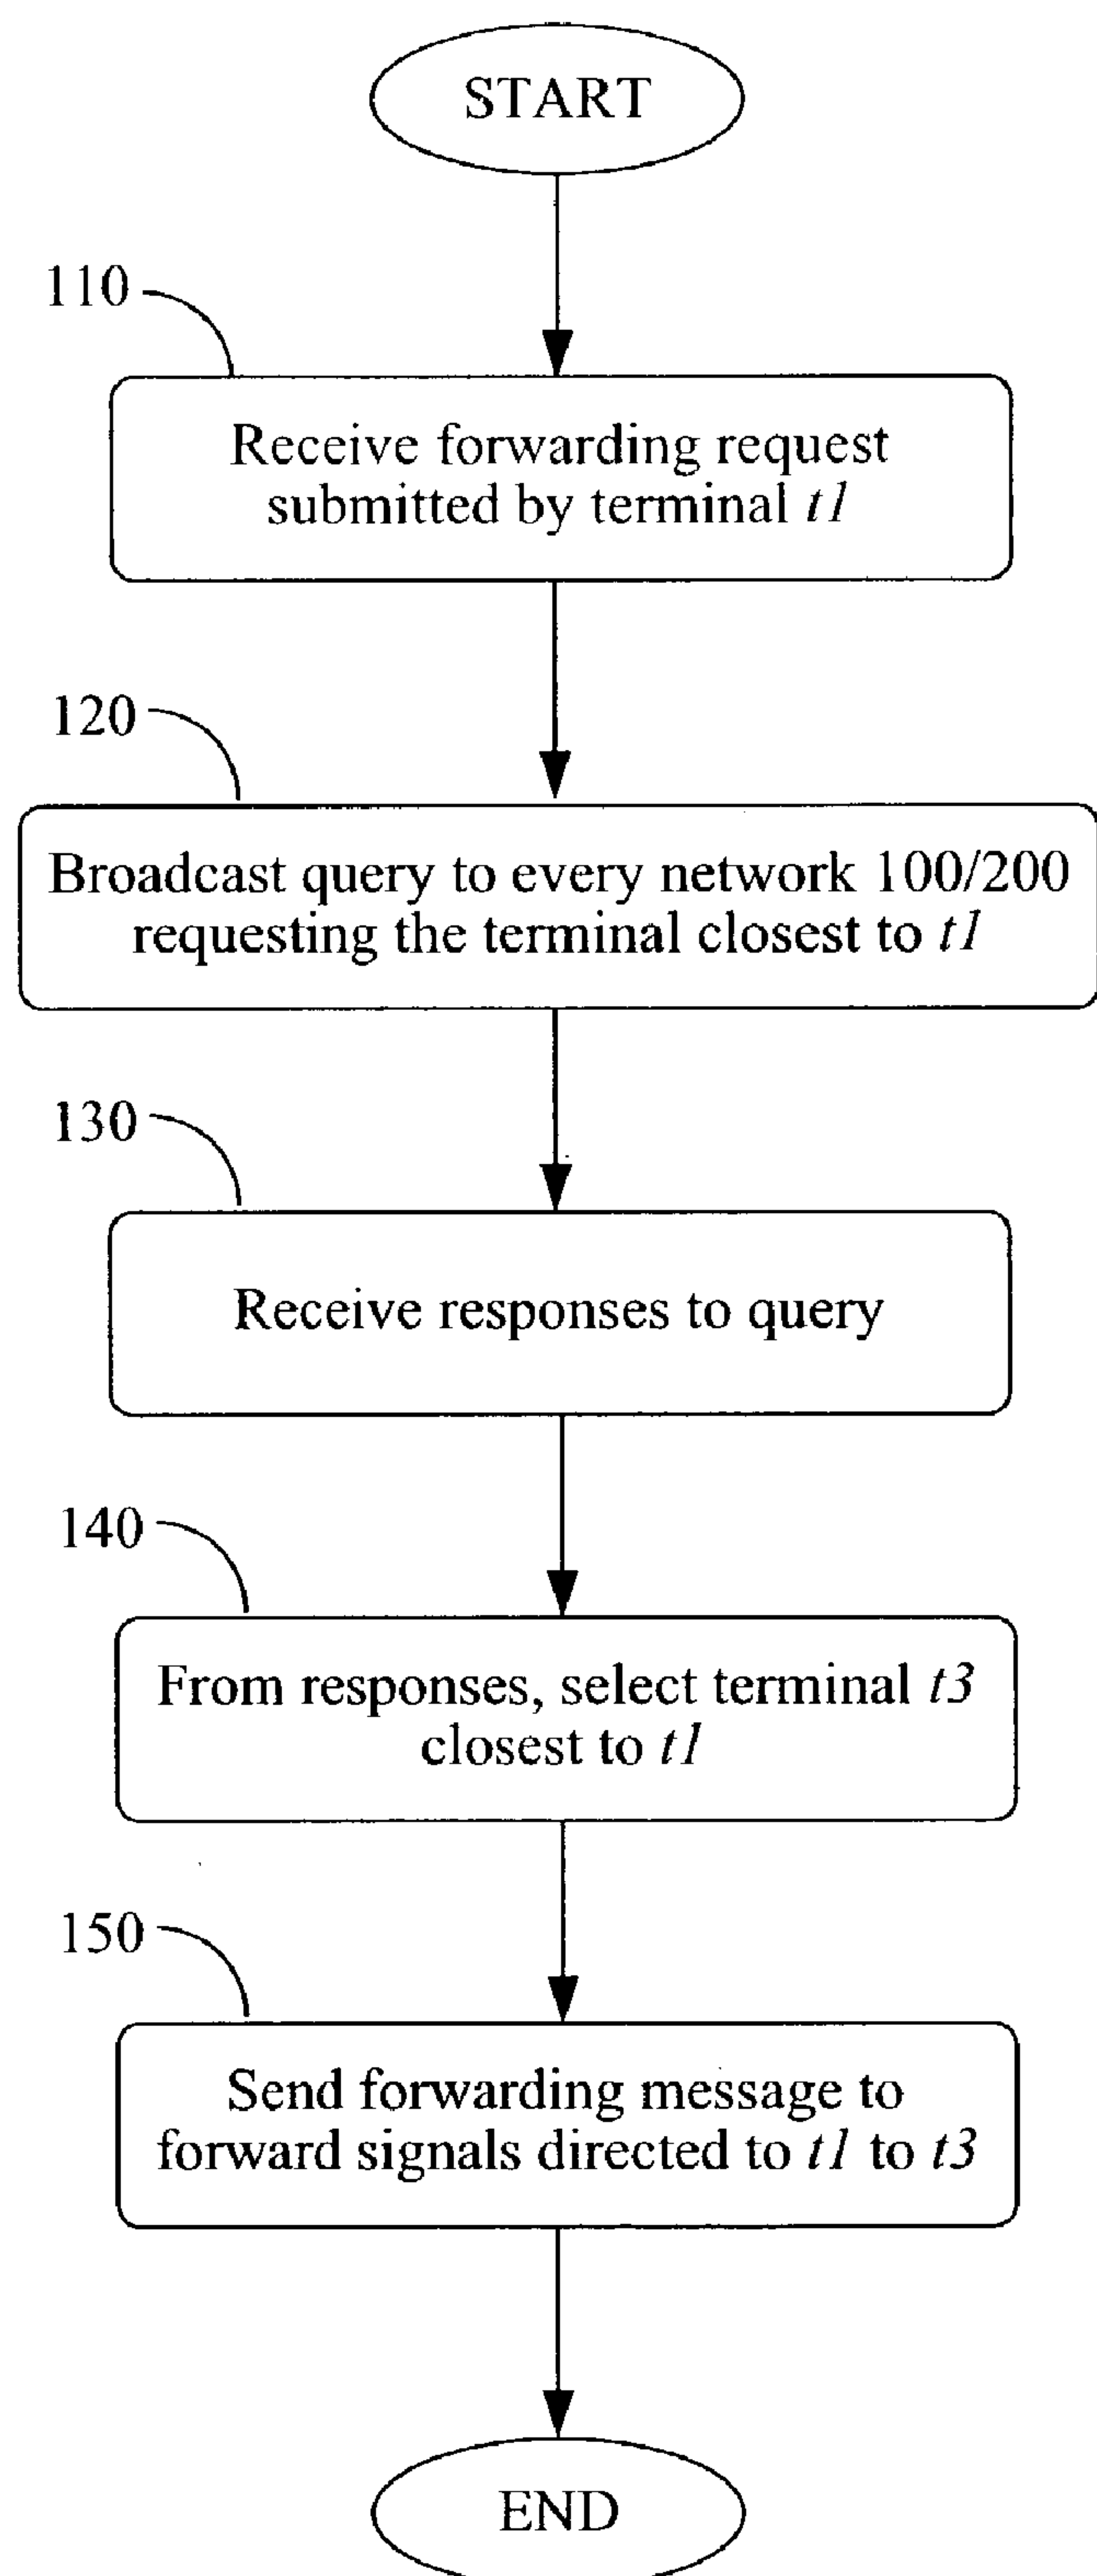 START
110
Receive forwarding request
submitted by terminal t1
120
Broadcast query to every network 100/200
requesting the terminal closest to t1
130
Receive responses to query
140
From responses, select terminal t3
closest to t1
150
Send forwarding message to
forward signals directed to t1 to t3
END